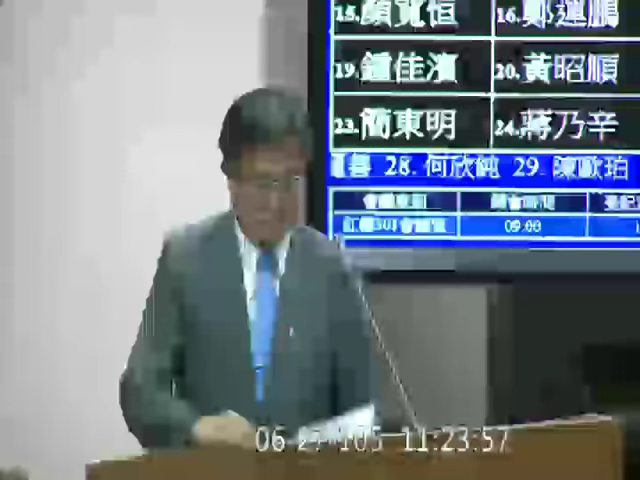 15.顏寬恒 16.鄭運鵬
19.鍾佳濱 20.黃昭順
23.簡東明 24.蔣乃辛
28. 何欣純 29. 陳歐珀
09:00
06 27 105 11:23:57